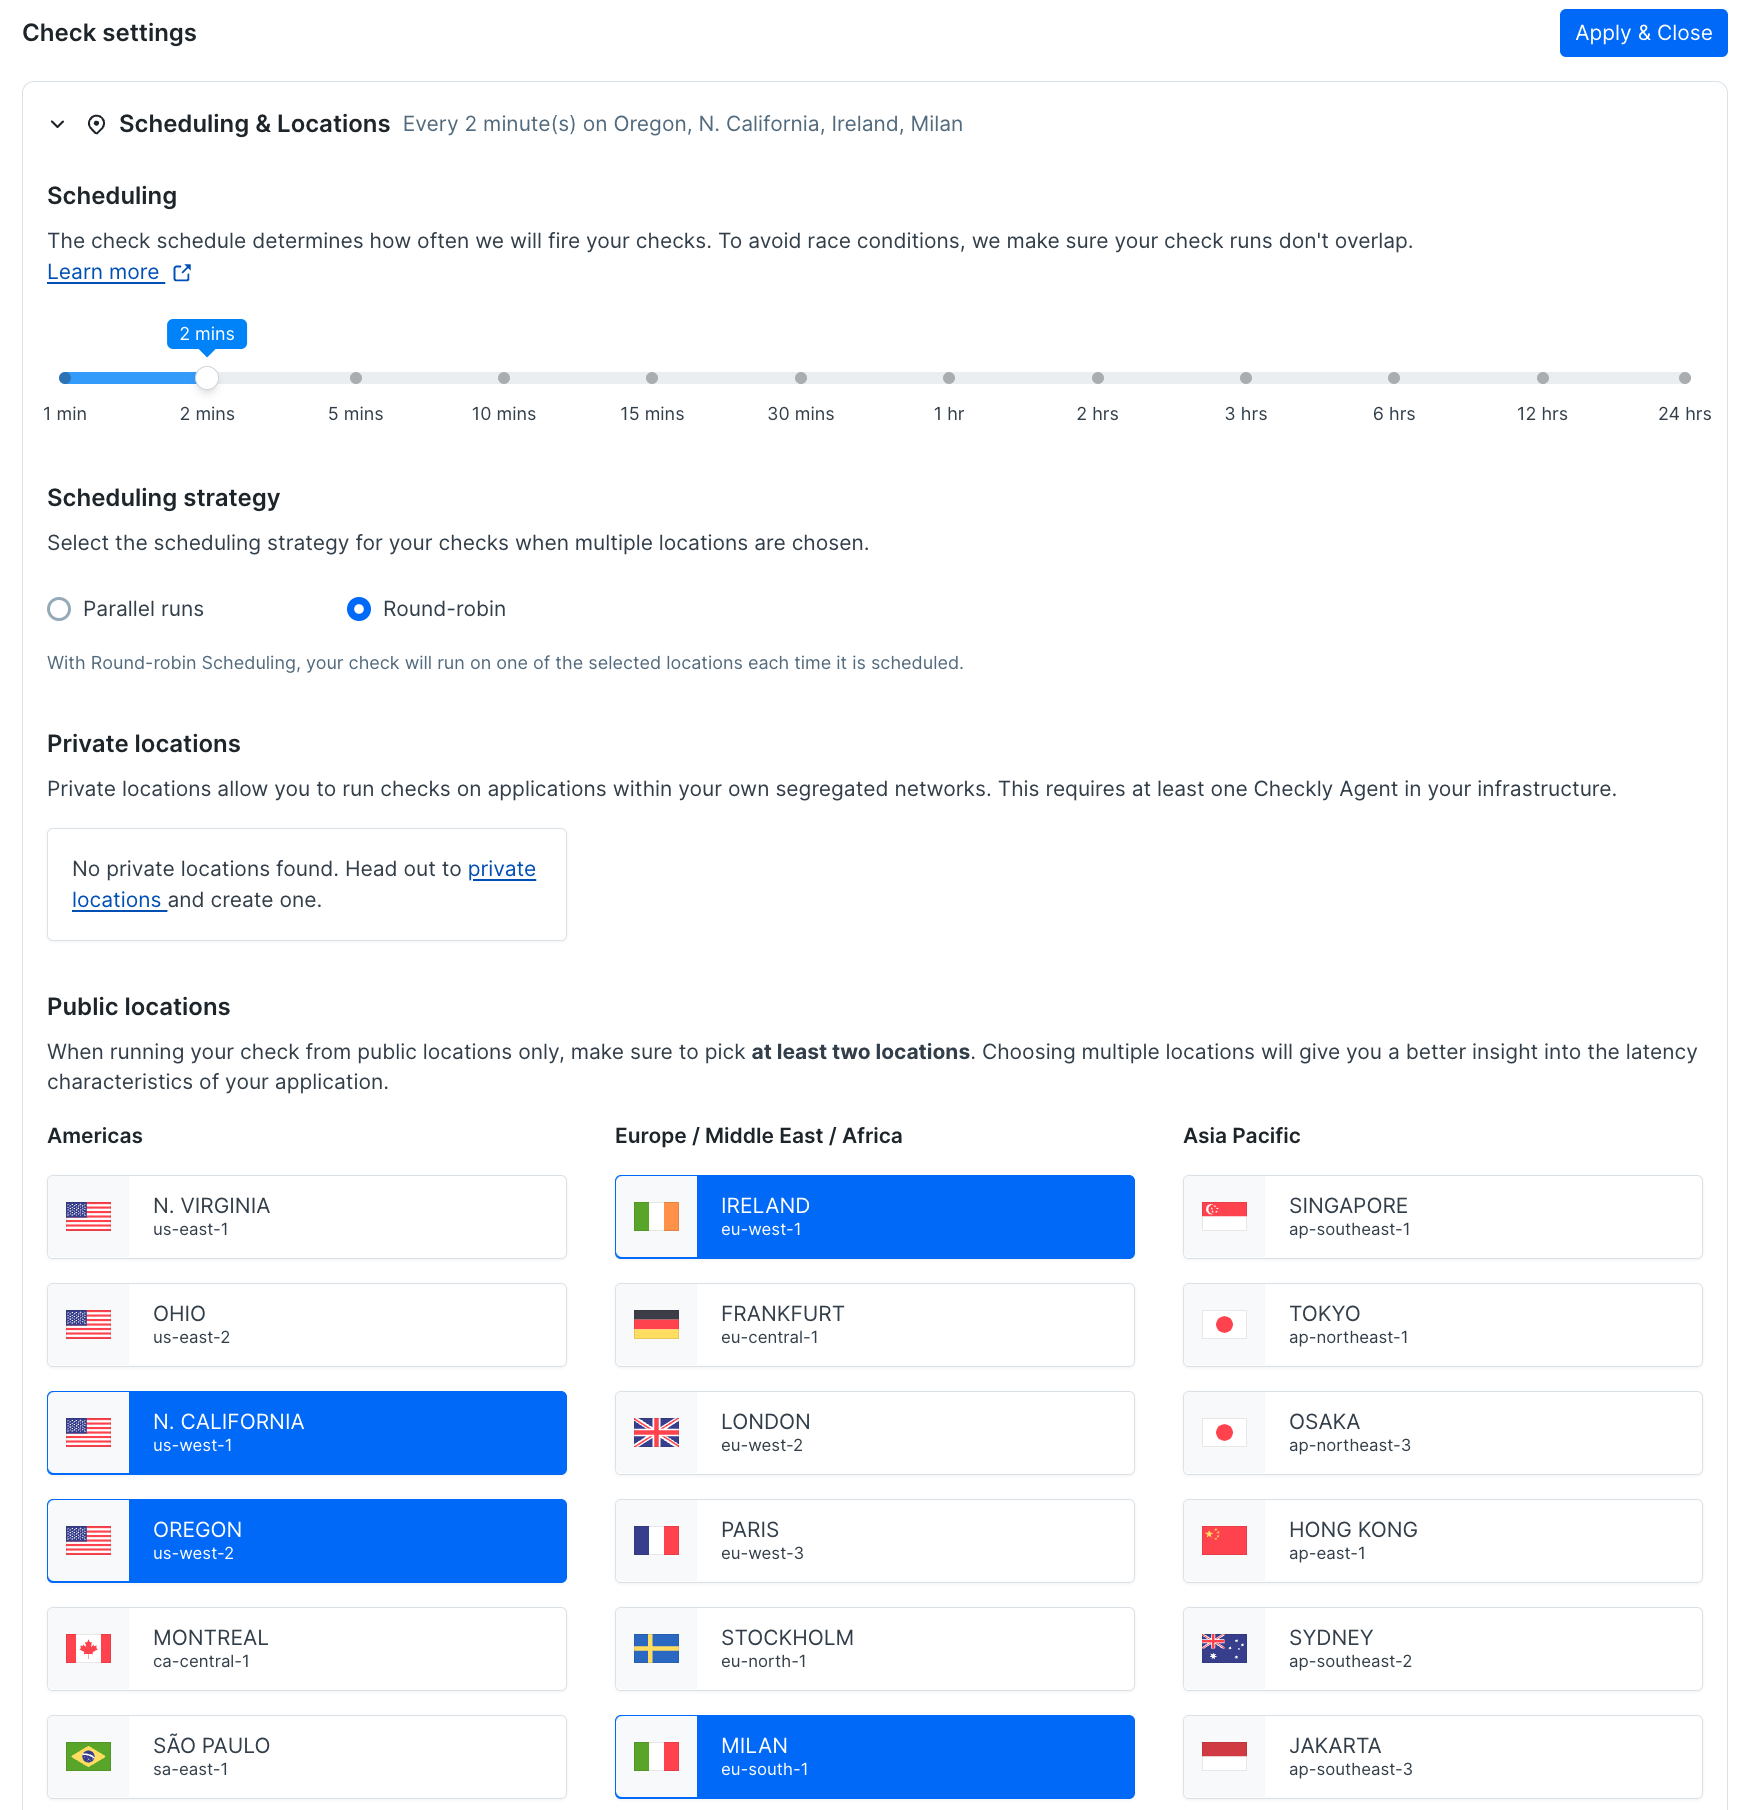 Check settings
Apply & Close
Scheduling & Locations Every 2 minute(s) on Oregon, N. California, Ireland, Milan
Scheduling
The check schedule determines how often we will fire your checks. To avoid race conditions, we make sure your check runs don't overlap.
Learn more
2 mins
1 min 2 mins 5 mins 10 mins 15 mins 30 mins 1 hr 2 hrs 3 hrs 6 hrs 12 hrs 24 hrs
Scheduling strategy
Select the scheduling strategy for your checks when multiple locations are chosen.
Parallel runs Round-robin
With Round-robin Scheduling, your check will run on one of the selected locations each time it is scheduled.
Private locations
Private locations allow you to run checks on applications within your own segregated networks. This requires at least one Checkly Agent in your infrastructure.
No private locations found. Head out to private
locations and create one.
Public locations
When running your check from public locations only, make sure to pick at least two locations. Choosing multiple locations will give you a better insight into the latency
characteristics of your application.
Americas
N. VIRGINIA
us-east-1
OHIO
us-east-2
N. CALIFORNIA
us-west-1
OREGON
us-west-2
MONTREAL
ca-central-1
SÃO PAULO
sa-east-1
Europe / Middle East / Africa
IRELAND
eu-west-1
FRANKFURT
eu-central-1
LONDON
eu-west-2
PARIS
eu-west-3
STOCKHOLM
eu-north-1
MILAN
eu-south-1
Asia Pacific
SINGAPORE
ap-southeast-1
TOKYO
ap-northeast-1
OSAKA
ap-northeast-3
HONG KONG
ap-east-1
SYDNEY
ap-southeast-2
JAKARTA
ap-southeast-3